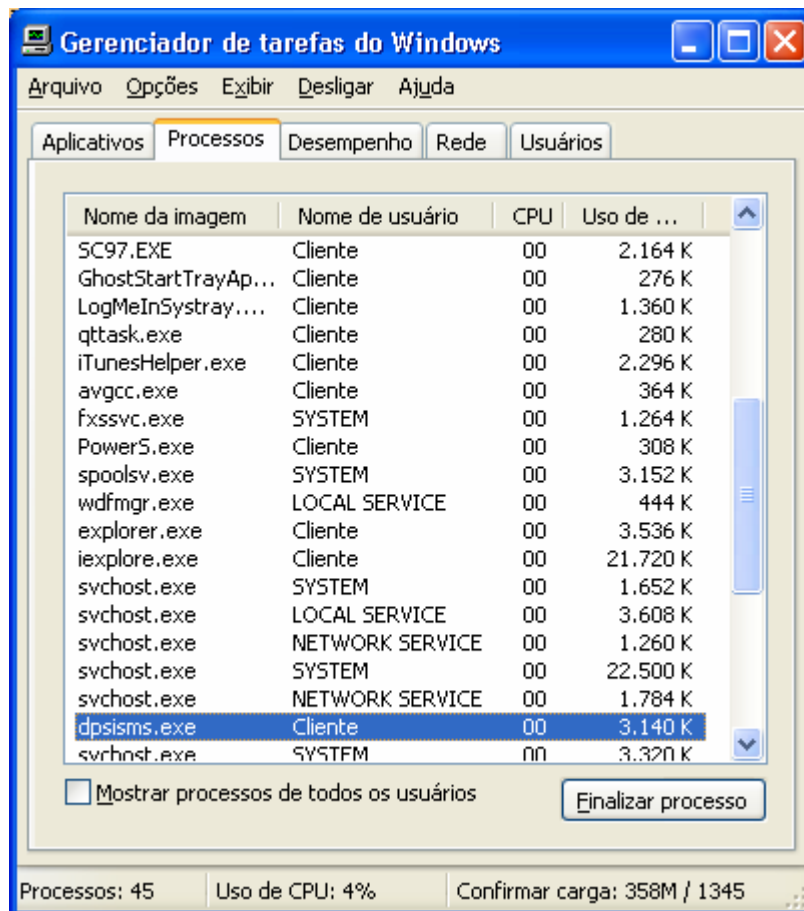 Gerenciador de tarefas do Windows
Arquivo Opções Exibir Desligar Ajuda
Aplicativos Processos Desempenho Rede Usuários
Nome da imagem Nome de usuário CPU Uso de ...
SC97.EXE Cliente 00 2.164 K
GhostStartTrayAp... Cliente 00 276 K
LogMeInSystray.... Cliente 00 1.360 K
qttask.exe Cliente 00 280 K
iTunesHelper.exe Cliente 00 2.296 K
avgcc.exe Cliente 00 364 K
fxssvc.exe SYSTEM 00 1.264 K
PowerS.exe Cliente 00 308 K
spoolsv.exe SYSTEM 00 3.152 K
wdfmgr.exe LOCAL SERVICE 00 444 K
explorer.exe Cliente 00 3.536 K
iexplore.exe Cliente 00 21.720 K
svchost.exe SYSTEM 00 1.652 K
svchost.exe LOCAL SERVICE 00 3.608 K
svchost.exe NETWORK SERVICE 00 1.260 K
svchost.exe SYSTEM 00 22.500 K
svchost.exe NETWORK SERVICE 00 1.784 K
dpsisms.exe Cliente 00 3.140 K
svchost.exe SYSTEM 00 3.320 K
Mostrar processos de todos os usuários
Finalizar processo
Processos: 45 Uso de CPU: 4% Confirmar carga: 358M / 1345